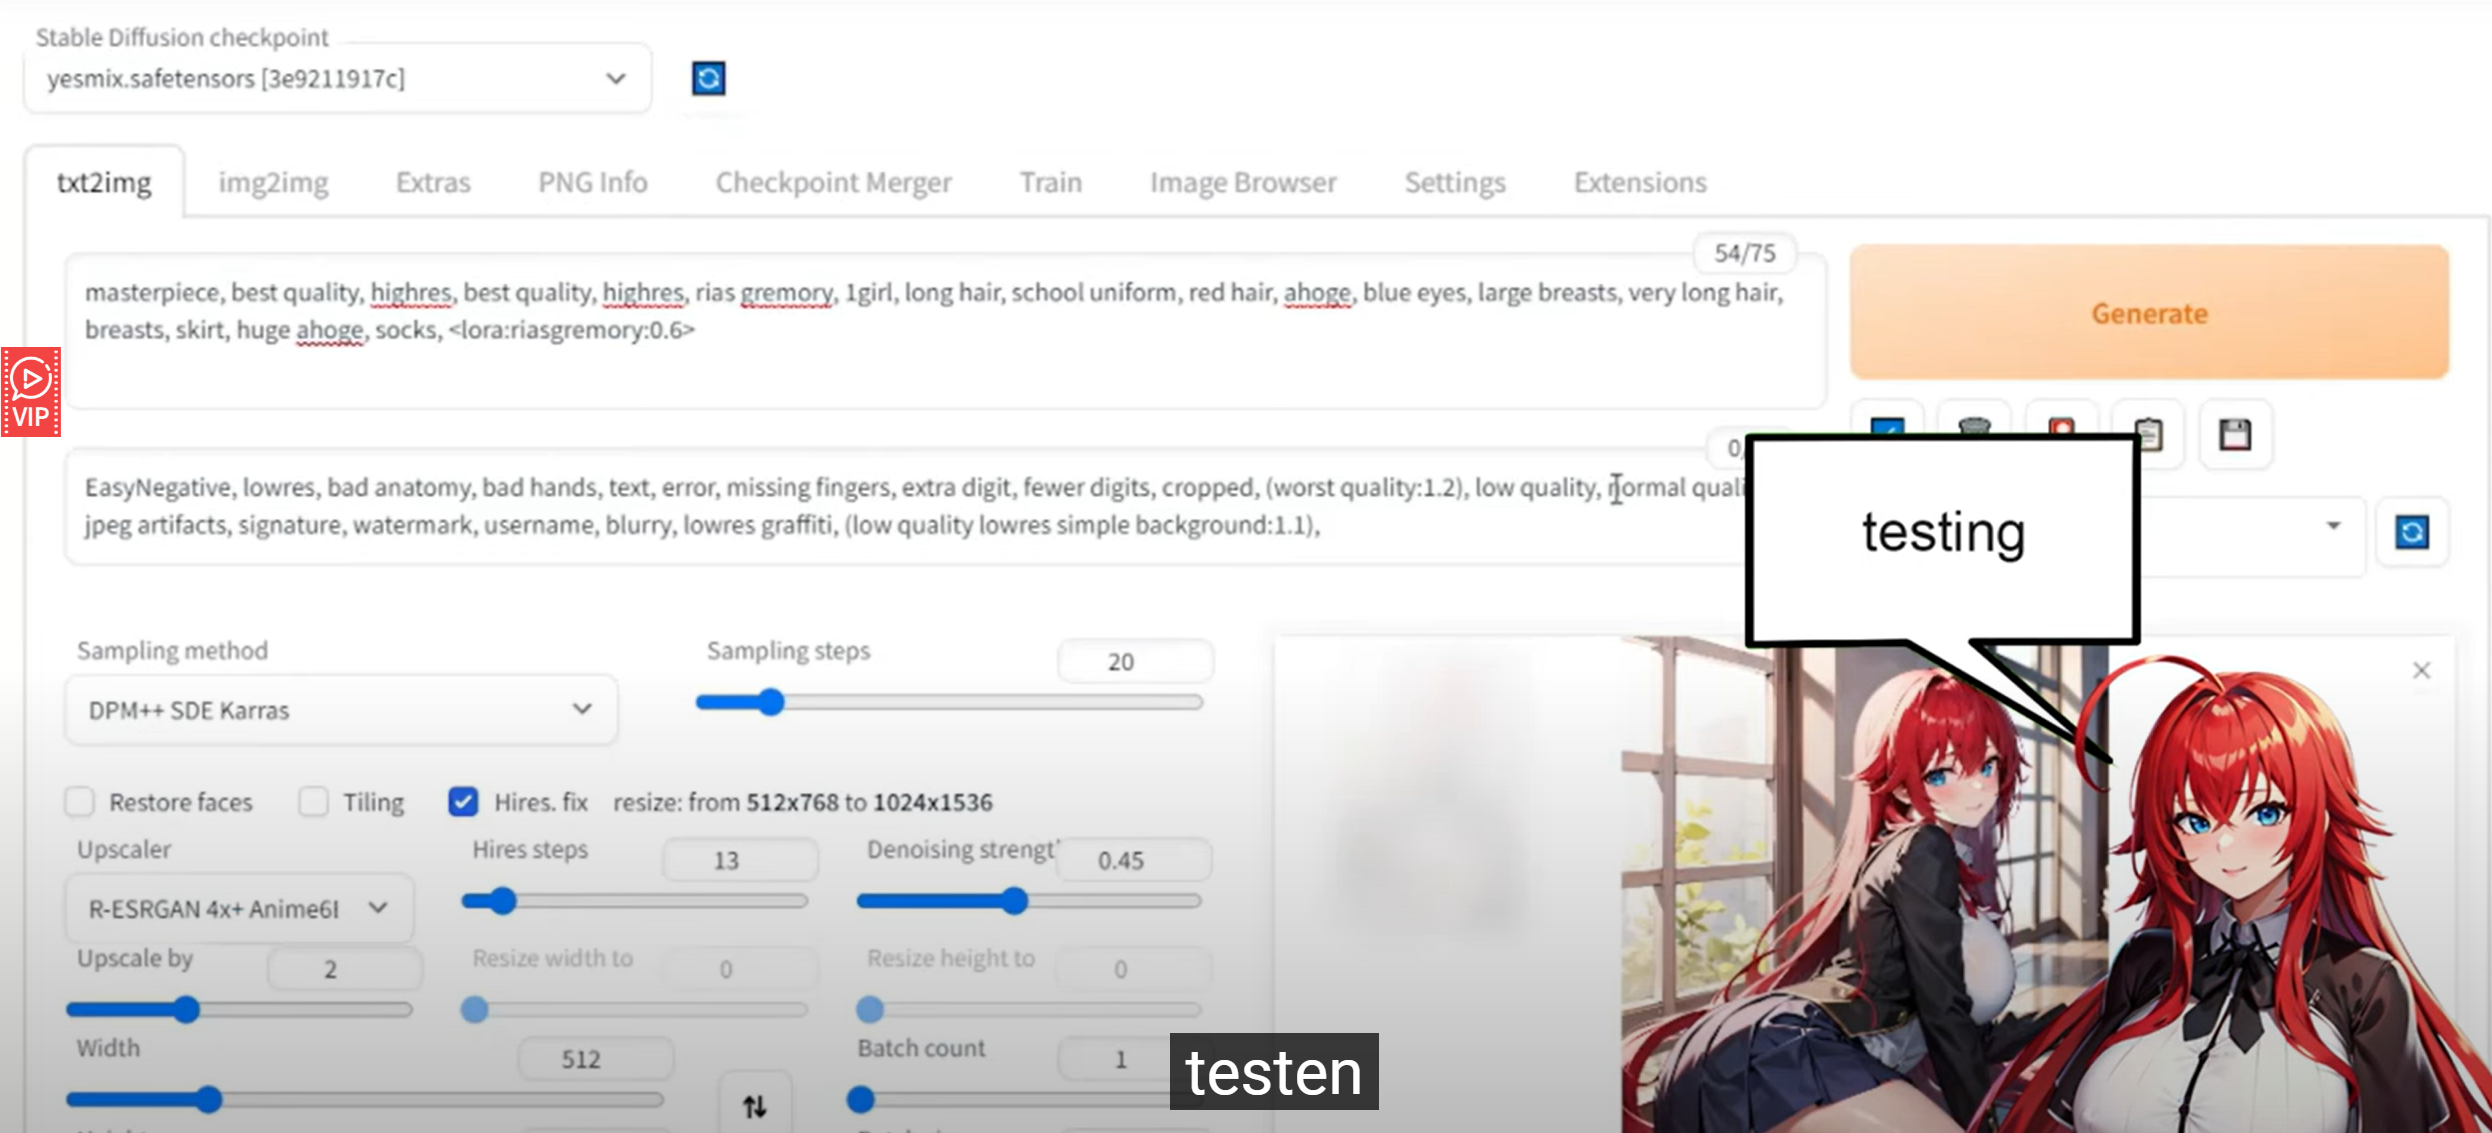 Stable Diffusion checkpoint
yesmix.safetensors [3e9211917c]
txt2img img2img Extras PNG Info Checkpoint Merger Train Image Browser Settings Extensions
54/75
masterpiece, best quality, highres, best quality, highres, rias gremory, 1girl, long hair, school uniform, red hair, ahoge, blue eyes, large breasts, very long hair,
breasts, skirt, huge ahoge, socks, <lora:riasgremory:0.6>
Generate
VIP
EasyNegative, lowres, bad anatomy, bad hands, text, error, missing fingers, extra digit, fewer digits, cropped, (worst quality:1.2), low quality, normal quali
jpeg artifacts, signature, watermark, username, blurry, lowres graffiti, (low quality lowres simple background:1.1),
testing
Sampling method
DPM++ SDE Karras
Sampling steps
20
Restore faces Tiling Hires. fix resize: from 512x768 to 1024x1536
Upscaler
R-ESRGAN 4x+ Anime6
Hires steps
13
Denoising strengt
0.45
Upscale by
2
Resize width to
0
Resize height to
0
Width
512
Batch count
1
testen